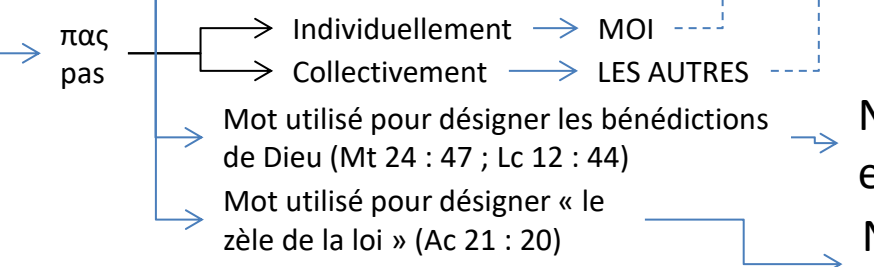 πας
pas
Individuellement
MOI
Collectivement
LES AUTRES
Mot utilisé pour désigner les bénédictions
de Dieu (Mt 24 : 47 ; Lc 12 : 44)
Mot utilisé pour désigner « le
zèle de la loi » (Ac 21 : 20)